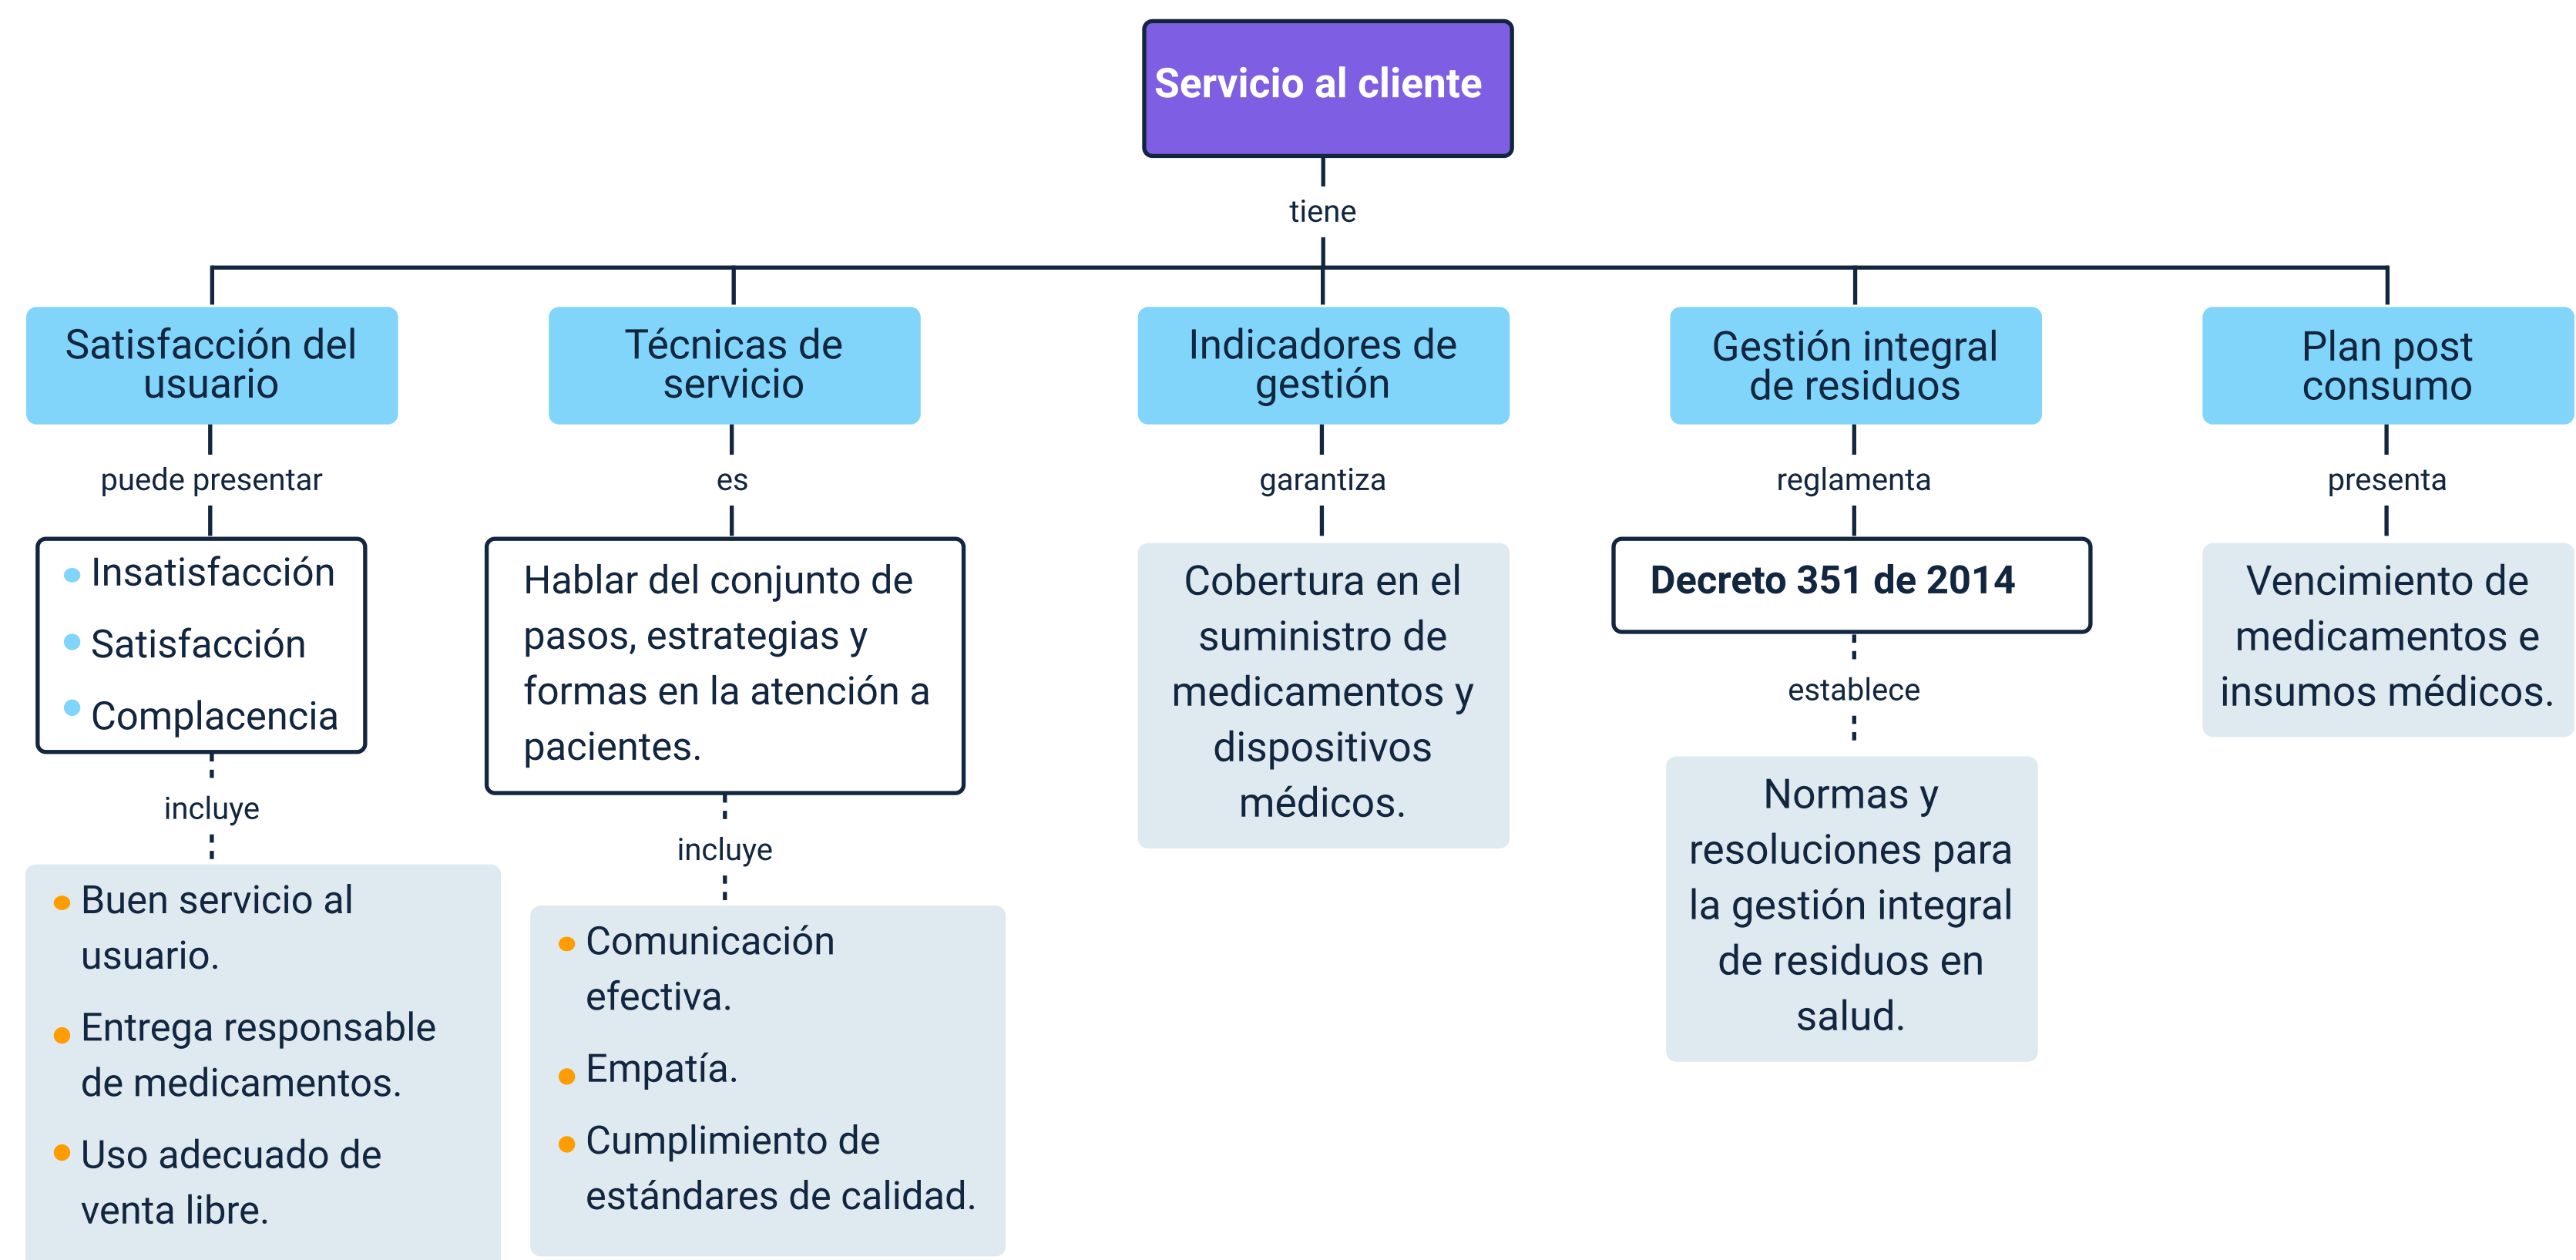 Servicio al cliente
tiene
Satisfacción del
usuario
puede presentar
Insatisfacción
Satisfacción
Complacencia
incluye
Buen servicio al
usuario.
Entrega responsable
de medicamentos.
Uso adecuado de
venta libre.
Técnicas de
servicio
es
Hablar del conjunto de
pasos, estrategias y
formas en la atención a
pacientes.
incluye
Comunicación
efectiva.
Empatía.
Cumplimiento de
estándares de calidad.
Indicadores de
gestión
garantiza
Cobertura en el
suministro de
medicamentos y
dispositivos
médicos.
Gestión integral
de residuos
reglamenta
Decreto 351 de 2014
establece
Normas y
resoluciones para
la gestión integral
de residuos en
salud.
Plan post
consumo
presenta
Vencimiento de
medicamentos e
insumos médicos.